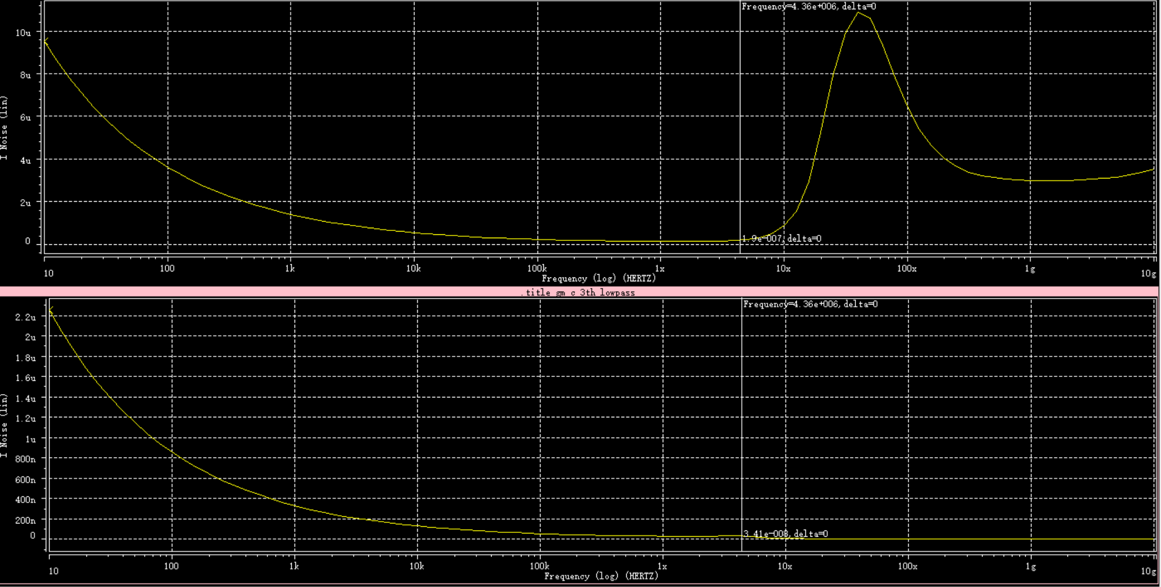 Frequency=4.36e+006, delta=0
10u
8u
6u
4u
2u
0
I Noise (lin)
1.9e-007, delta=0
10 100 1k 10k 100k 1x 10x 100x 1g 10g
Frequency (log) (HERTZ)
.title gm c 3th lowpass
Frequency=4.36e+006, delta=0
2.2u
2u
1.8u
1.6u
1.4u
1.2u
1u
800n
600n
400n
200n
0
I Noise (lin)
3.41e-008, delta=0
10 100 1k 10k 100k 1x 10x 100x 1g 10g
Frequency (log) (HERTZ)